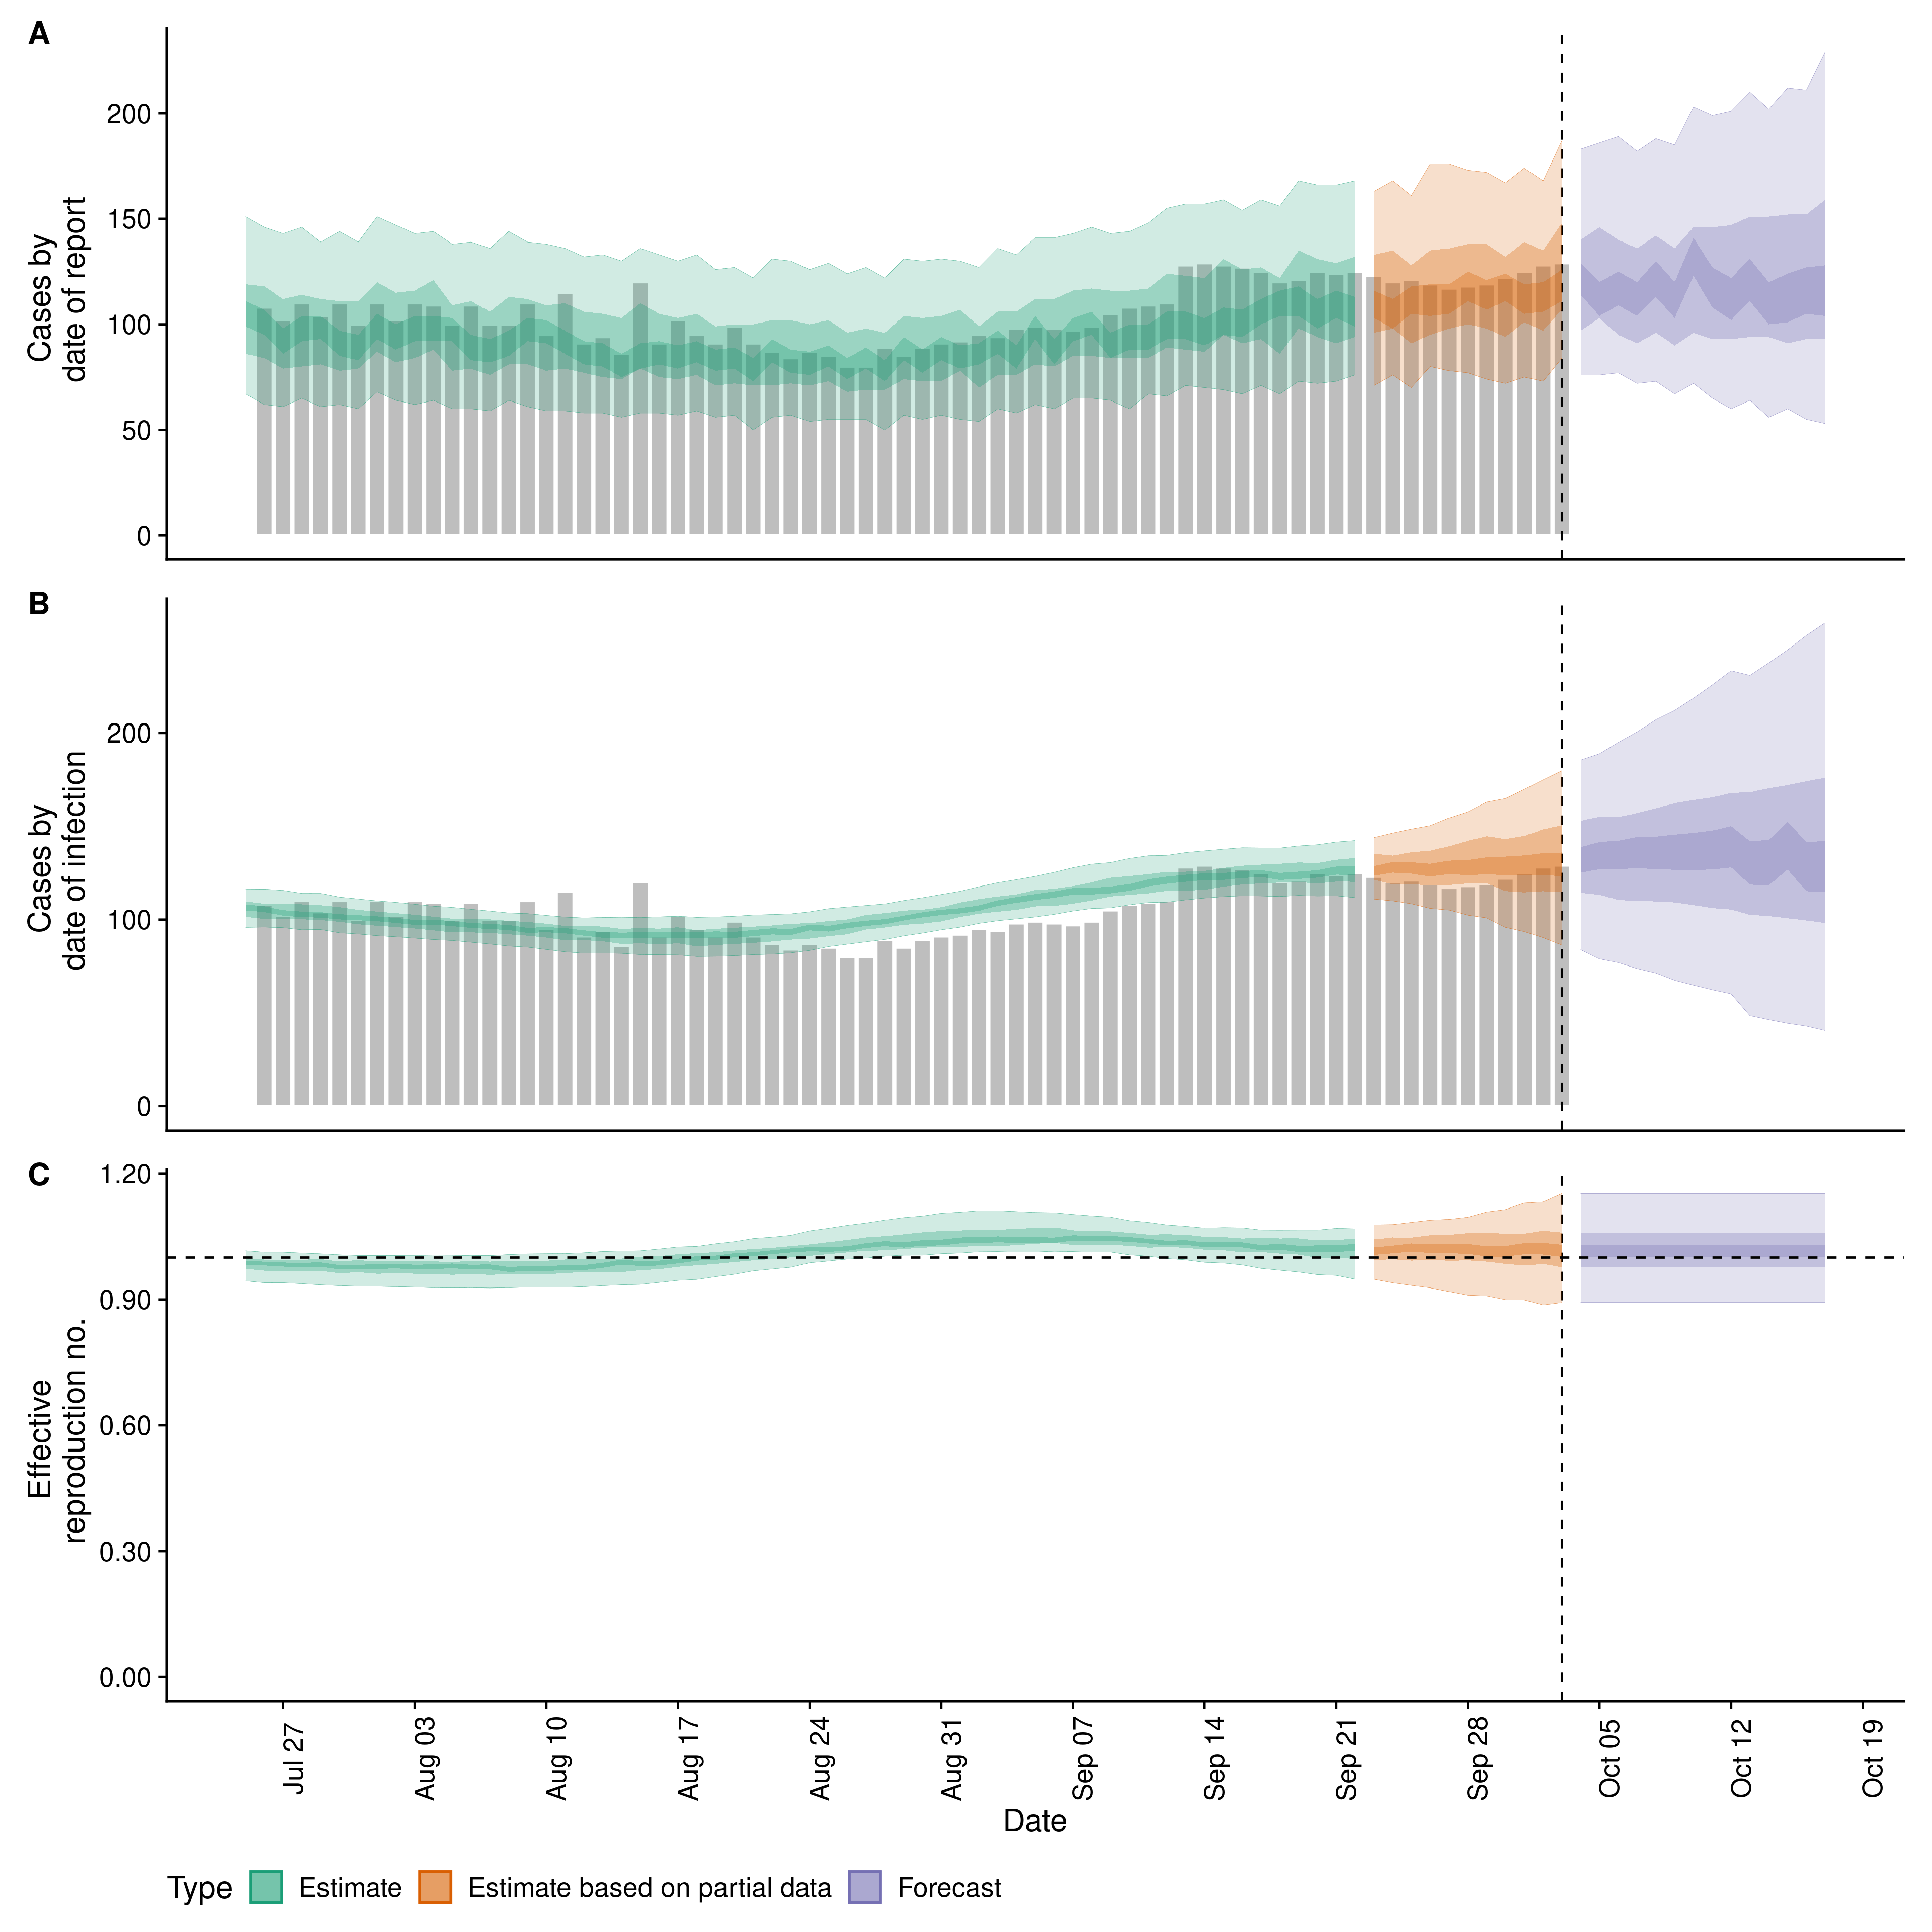 A
Cases by
date of report
200
150
100
50
0
B
Cases by
date of infection
200
100
0
C
Effective
reproduction no.
1.20
0.90
0.60
0.30
0.00
Jul 27
Aug 03
Aug 10
Aug 17
Aug 24
Aug 31
Sep 07
Sep 14
Sep 21
Sep 28
Oct 05
Oct 12
Oct 19
Date
Type
Estimate
Estimate based on partial data
Forecast